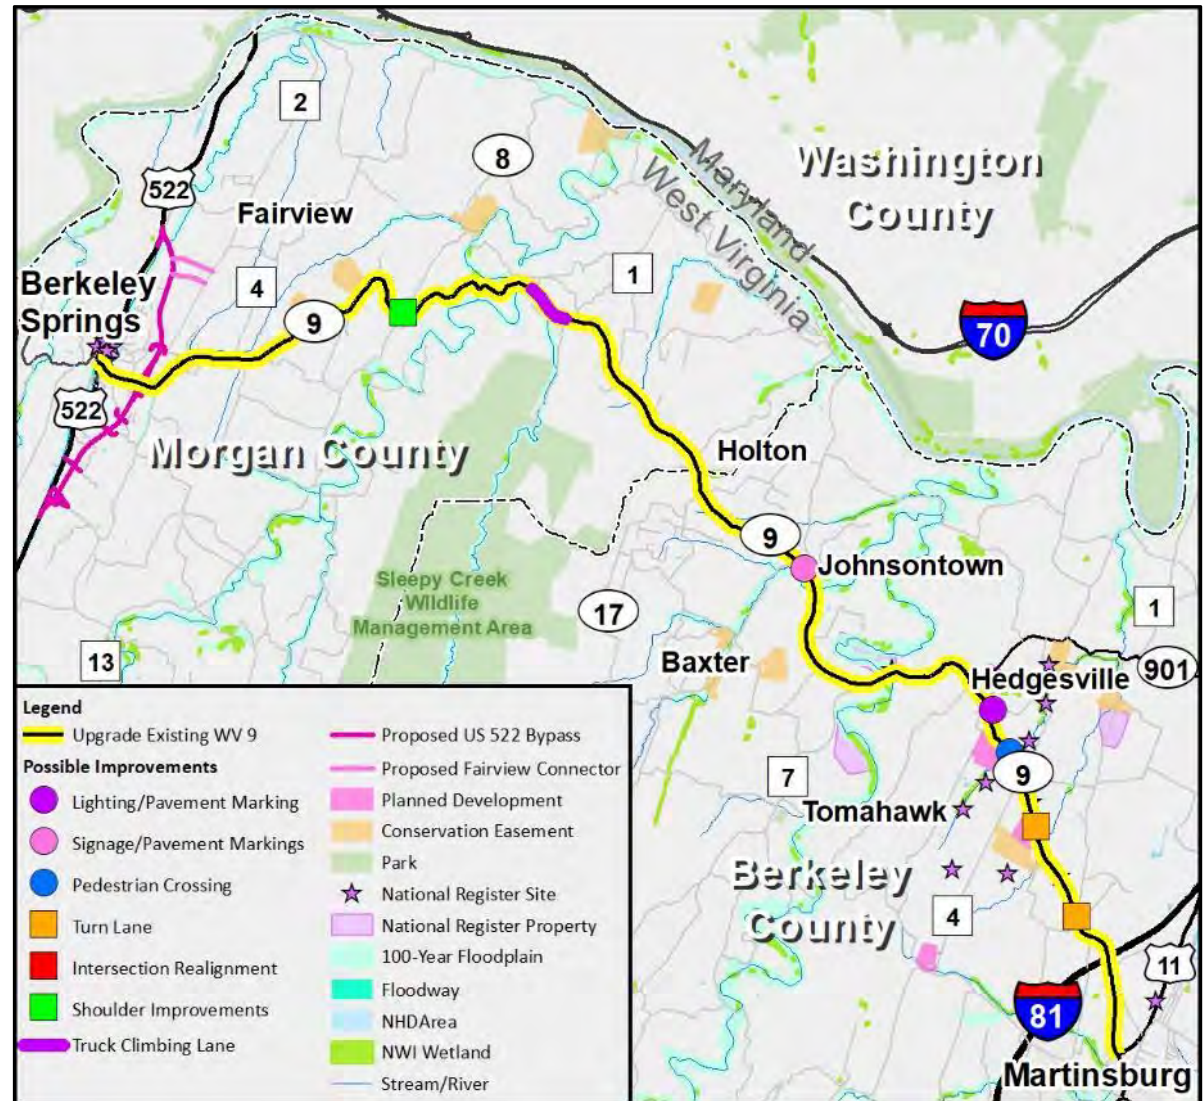 2
8
Maryland
Washington
County
West Virginia
522
Fairview
Berkeley
Springs
4
1
9
70
522
Morgan County
Holton
9
Johnsontown
Sleepy Creek
Wildlife
Management Area
17
1
13
Baxter
901
Hedgesville
7
9
Tomahawk
Berkeley
County
4
11
81
Martinsburg
Legend
Upgrade Existing WV 9
Possible Improvements
Lighting/Pavement Marking
Signage/Pavement Markings
Pedestrian Crossing
Turn Lane
Intersection Realignment
Shoulder Improvements
Truck Climbing Lane
Proposed US 522 Bypass
Proposed Fairview Connector
Planned Development
Conservation Easement
Park
National Register Site
National Register Property
100-Year Floodplain
Floodway
NHDArea
NWI Wetland
Stream/River